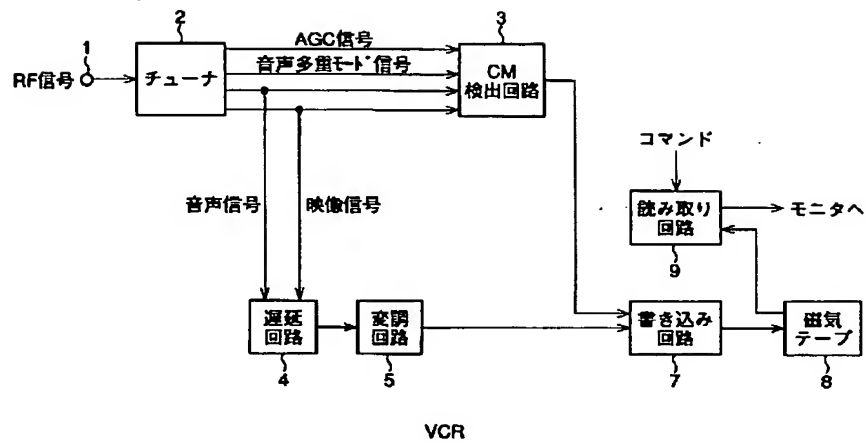 2
3
1
AGC信号
音声多重モード信号
RF信号
チューナ
CM
検出回路
コマンド
音声信号
映像信号
読み取り
回路
モニタへ
9
遅延
回路
変調
回路
書き込み
回路
磁気
テープ
4
5
7
8
VCR